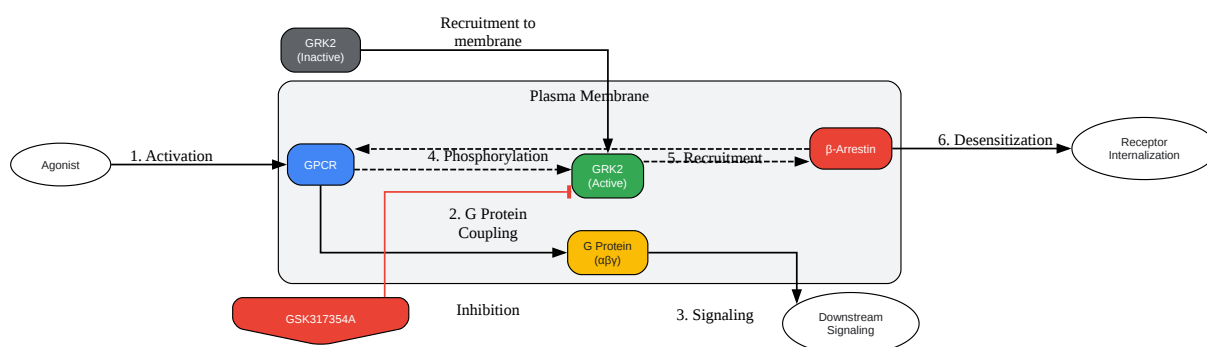 Recruitment to
membrane
GRK2
(Inactive)
Plasma Membrane
Agonist
1. Activation
GPCR
4. Phosphorylation
GRK2
(Active)
5. Recruitment
β-Arrestin
6. Desensitization
Receptor
Internalization
2. G Protein
Coupling
G Protein
(αβγ)
GSK317354A
Inhibition
3. Signaling
Downstream
Signaling